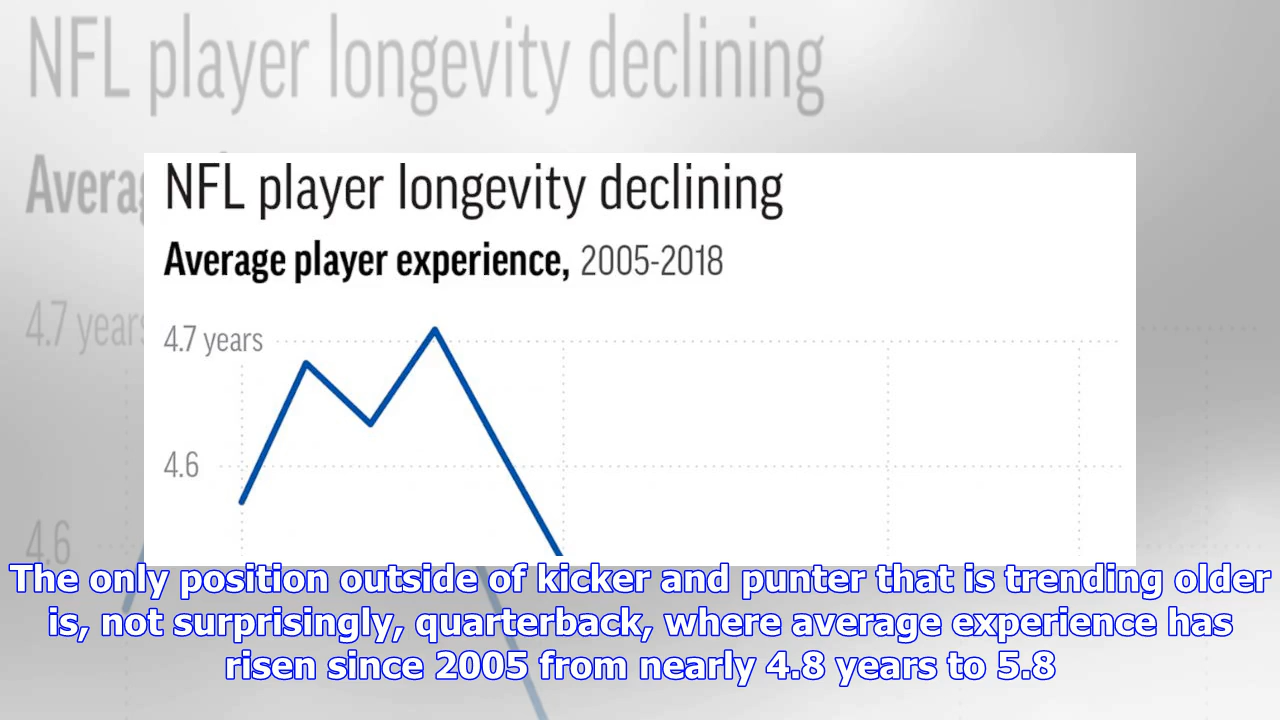 NFL player longevity declining
Avera
4.7 years
4.6
NFL player longevity declining
Average player experience, 2005-2018
4.7 years
4.6
The only position outside of kicker and punter that is trending older
is, not surprisingly, quarterback, where average experience has
risen since 2005 from nearly 4.8 years to 5.8